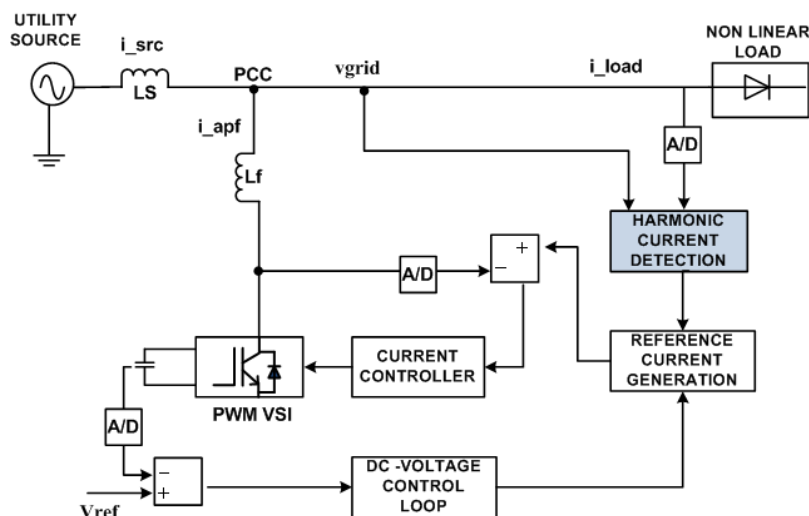 UTILITY
SOURCE
i_src
LS
PCC
vgrid
i_load
NON LINEAR
LOAD
i_apf
Lf
A/D
HARMONIC
CURRENT
DETECTION
+
−
A/D
REFERENCE
CURRENT
GENERATION
CURRENT
CONTROLLER
PWM VSI
A/D
−
+
Vref
DC -VOLTAGE
CONTROL
LOOP